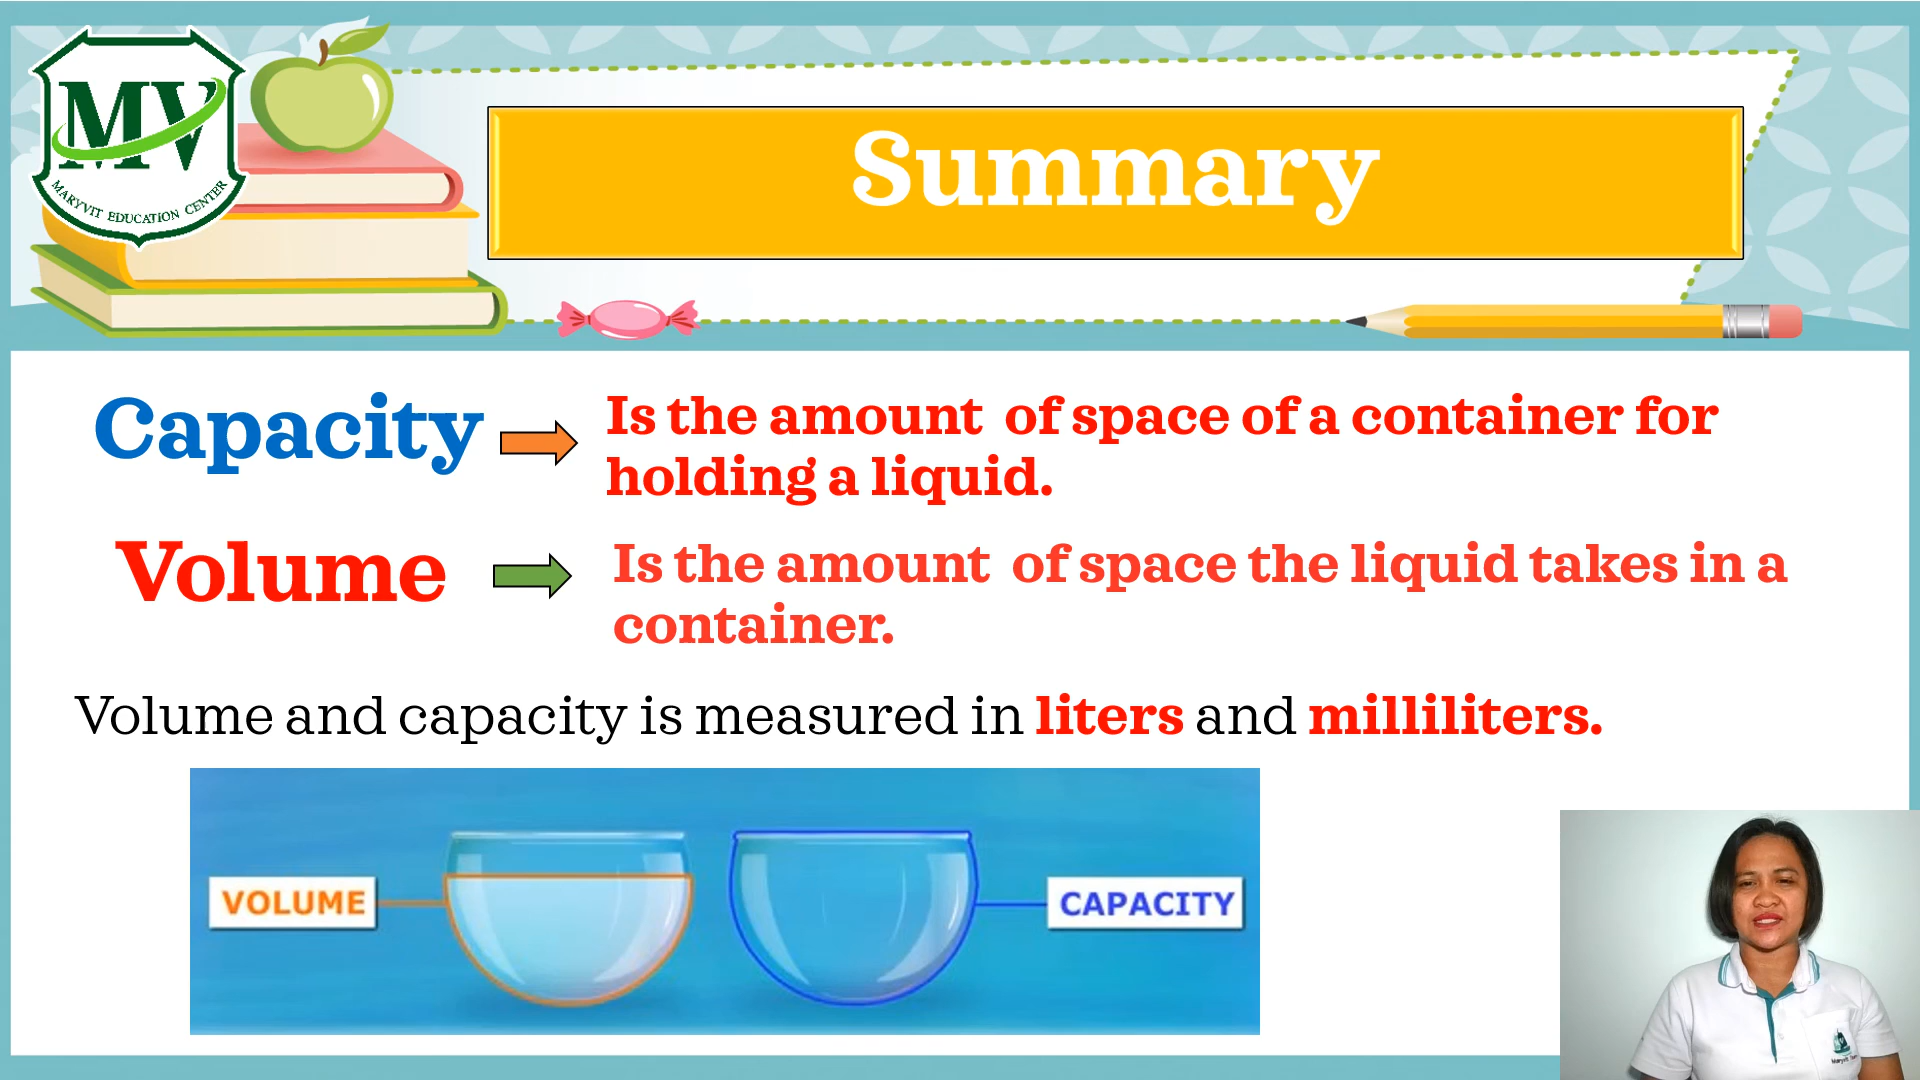 MV
MARYVIT EDUCATION CENTER
Summary
Capacity
Is the amount of space of a container for
holding a liquid.
Volume
Is the amount of space the liquid takes in a
container.
Volume and capacity is measured in liters and milliliters.
VOLUME
CAPACITY